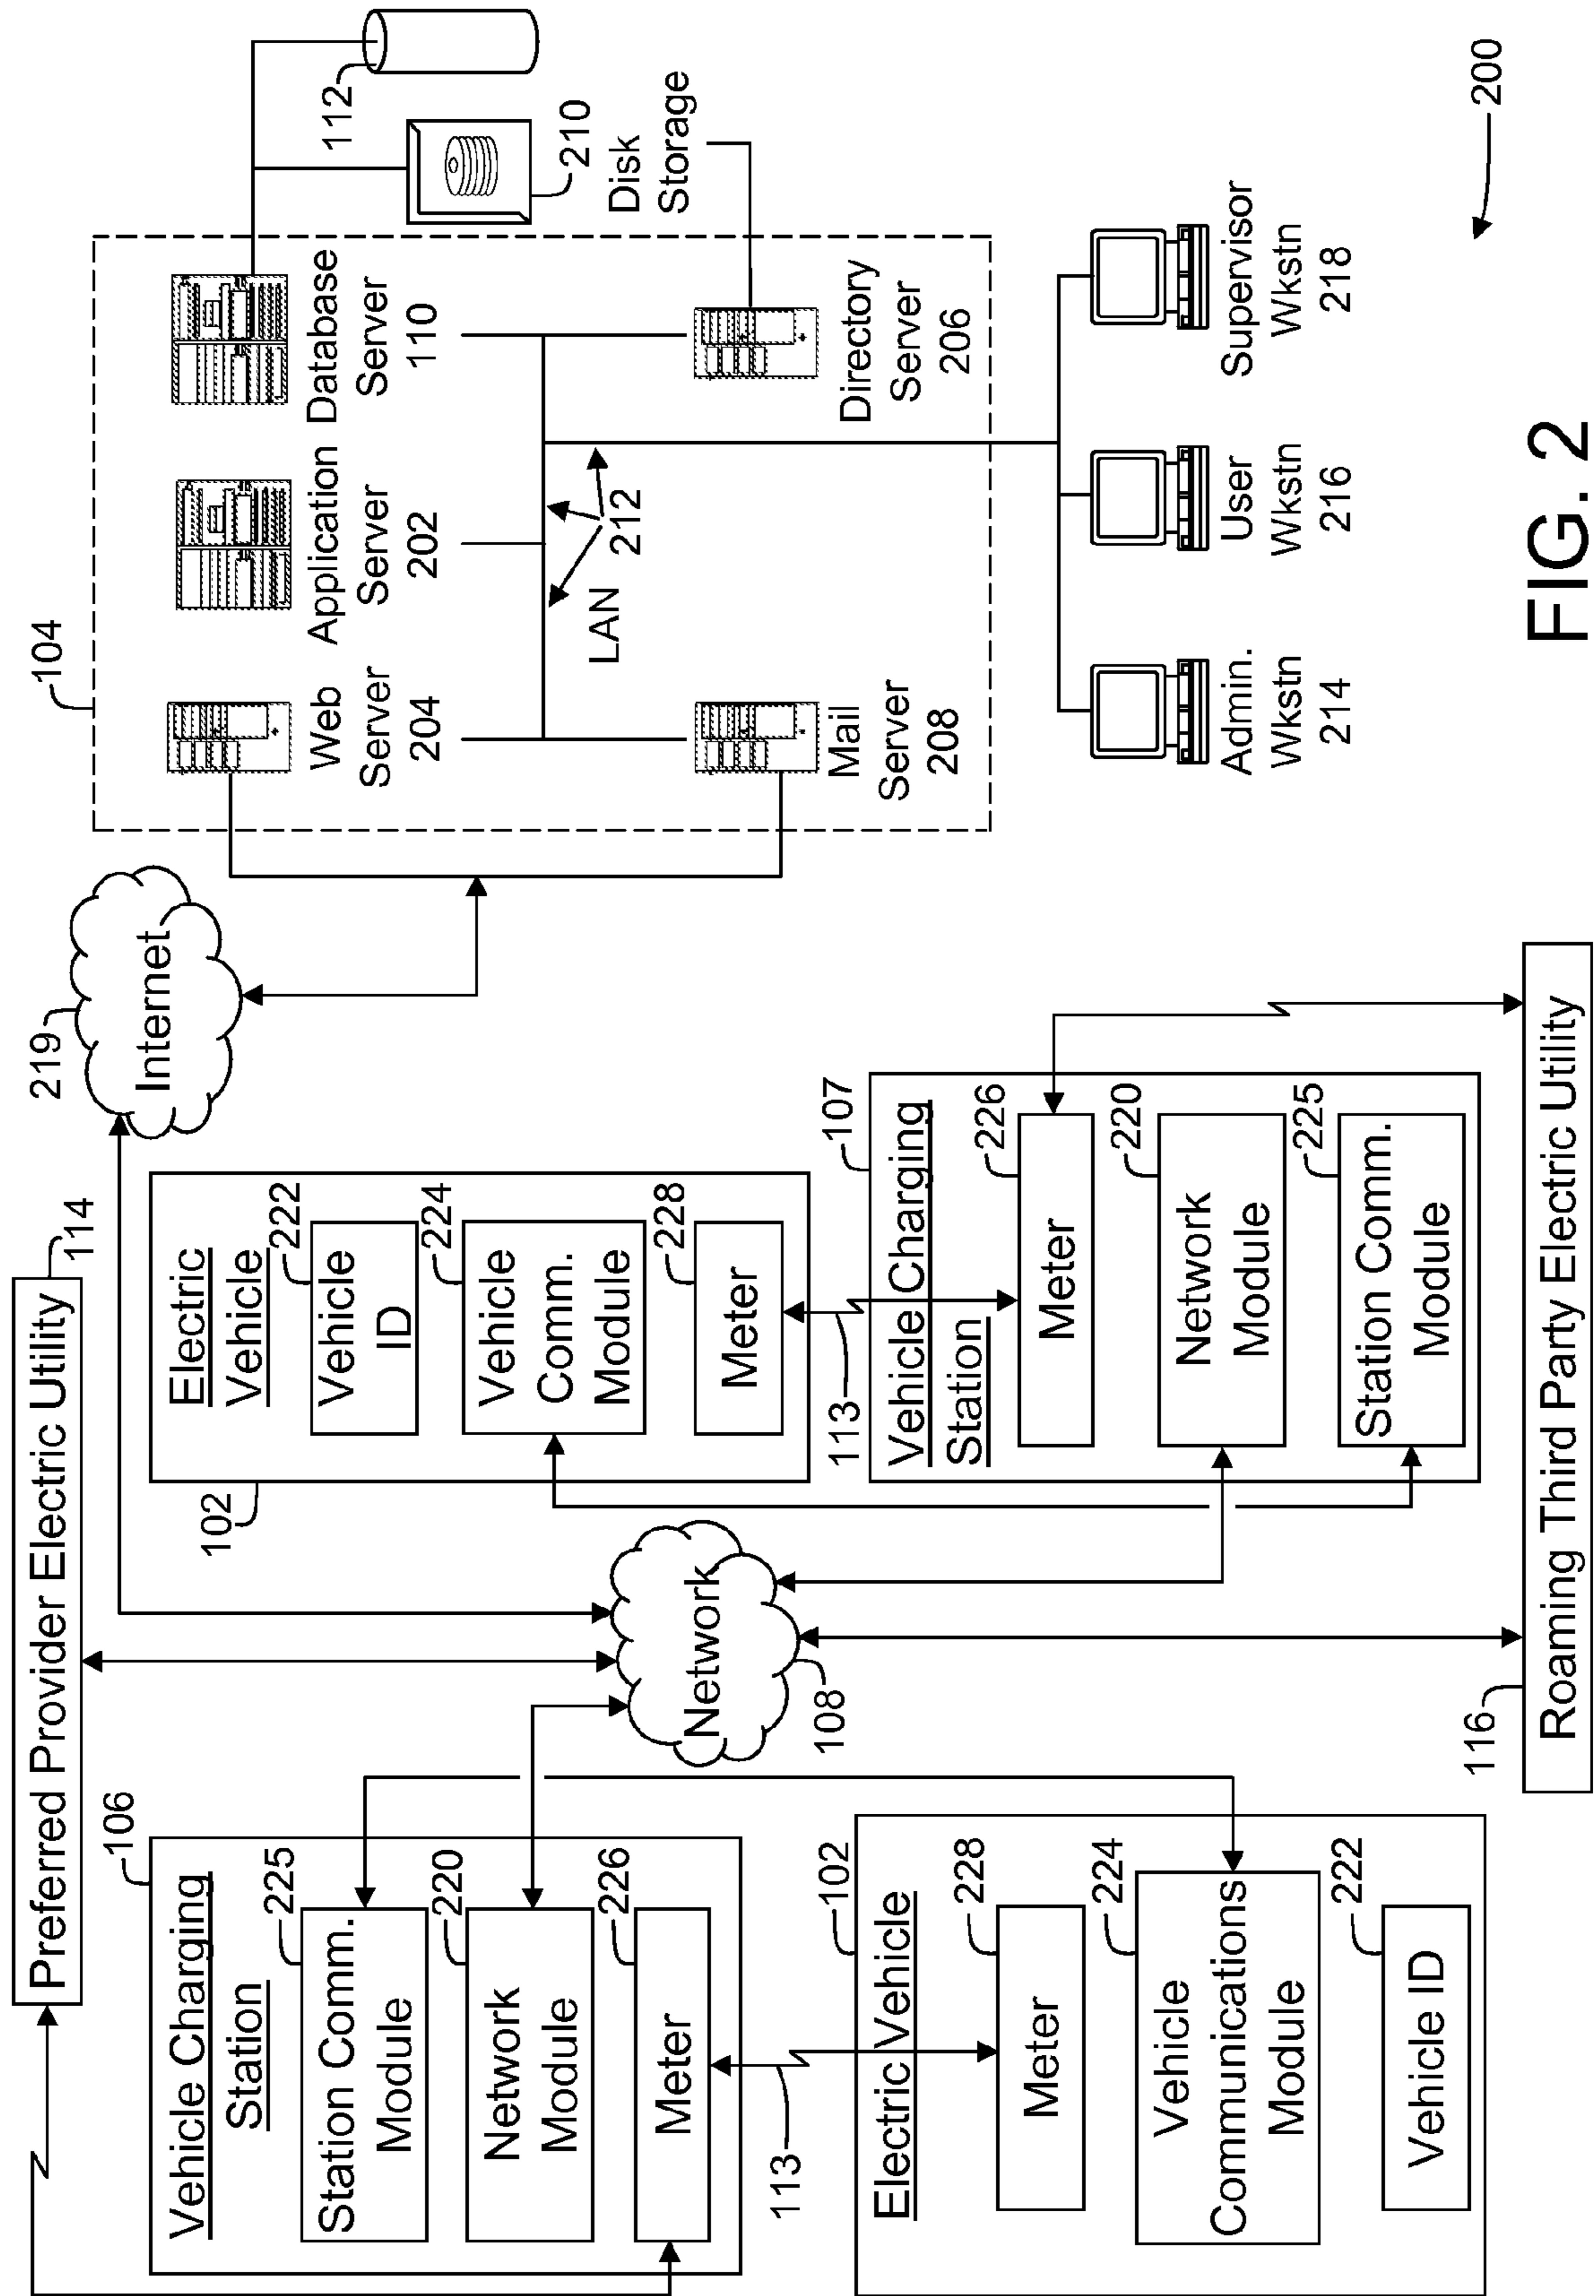 Preferred Provider Electric Utility
114
106
Vehicle Charging
Station
225
Station Comm.
Module
220
Network
Module
226
Meter
113
102
Electric Vehicle
228
Meter
224
Vehicle
Communications
Module
222
Vehicle ID
Network
108
116
Roaming Third Party Electric Utility
102
Electric
Vehicle
222
Vehicle
ID
224
Vehicle
Comm.
Module
228
Meter
113
107
Vehicle Charging
Station
226
Meter
220
Network
Module
225
Station Comm.
Module
219
Internet
104
Web
Server
204
Application
Server
202
Database
Server
110
LAN
212
Mail
Server
208
Directory
Server
206
112
210
Disk
Storage
Admin.
Wkstn
214
User
Wkstn
216
Supervisor
Wkstn
218
200
FIG. 2